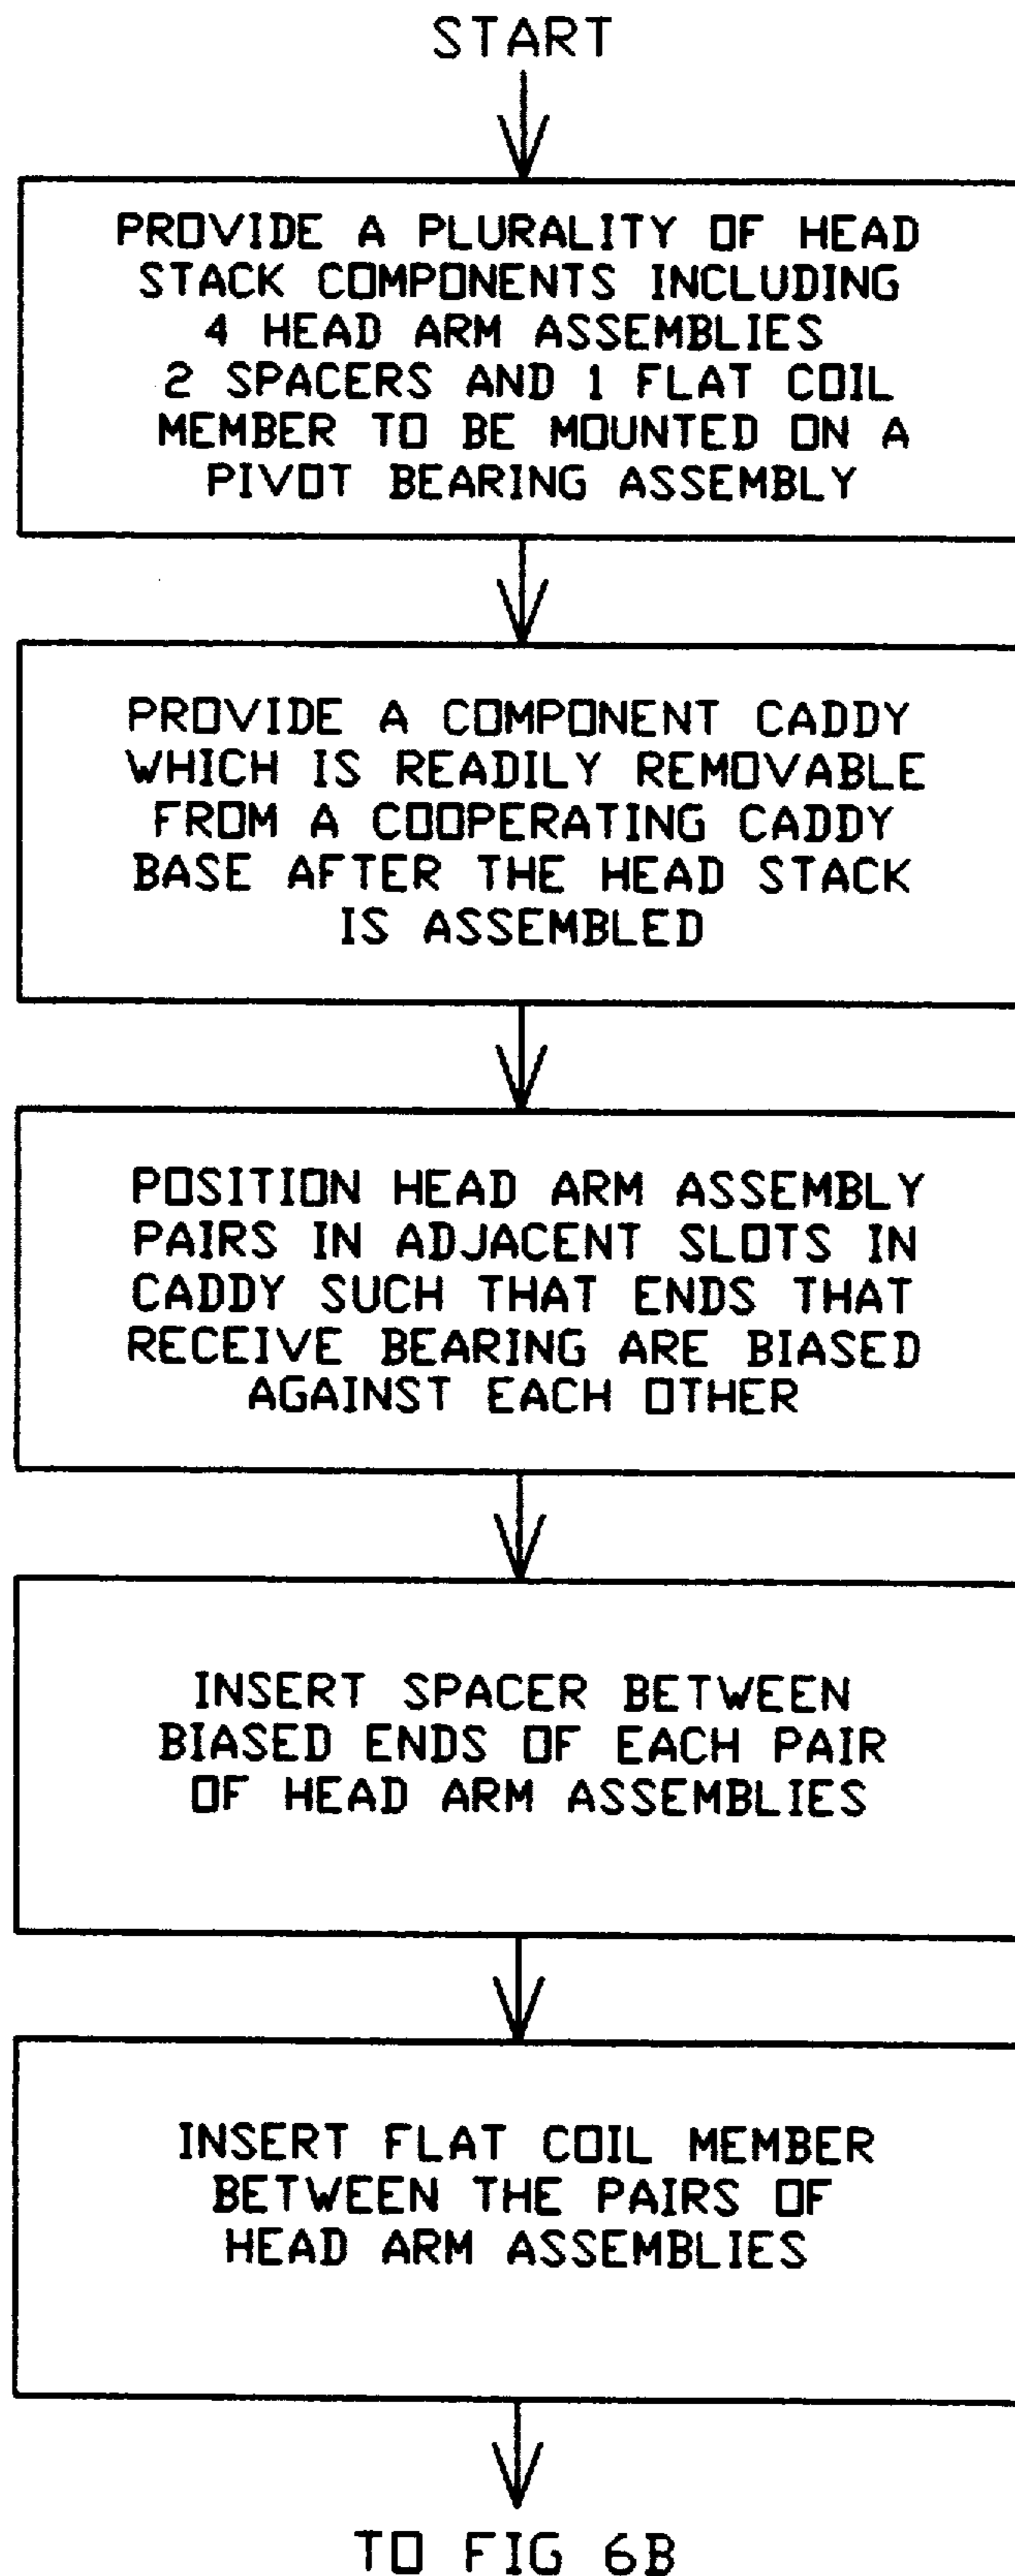 START
PROVIDE A PLURALITY OF HEAD
STACK COMPONENTS INCLUDING
4 HEAD ARM ASSEMBLIES
2 SPACERS AND 1 FLAT COIL
MEMBER TO BE MOUNTED ON A
PIVOT BEARING ASSEMBLY
PROVIDE A COMPONENT CADDY
WHICH IS READILY REMOVABLE
FROM A COOPERATING CADDY
BASE AFTER THE HEAD STACK
IS ASSEMBLED
POSITION HEAD ARM ASSEMBLY
PAIRS IN ADJACENT SLOTS IN
CADDY SUCH THAT ENDS THAT
RECEIVE BEARING ARE BIASED
AGAINST EACH OTHER
INSERT SPACER BETWEEN
BIASED ENDS OF EACH PAIR
OF HEAD ARM ASSEMBLIES
INSERT FLAT COIL MEMBER
BETWEEN THE PAIRS OF
HEAD ARM ASSEMBLIES
TO FIG 6B